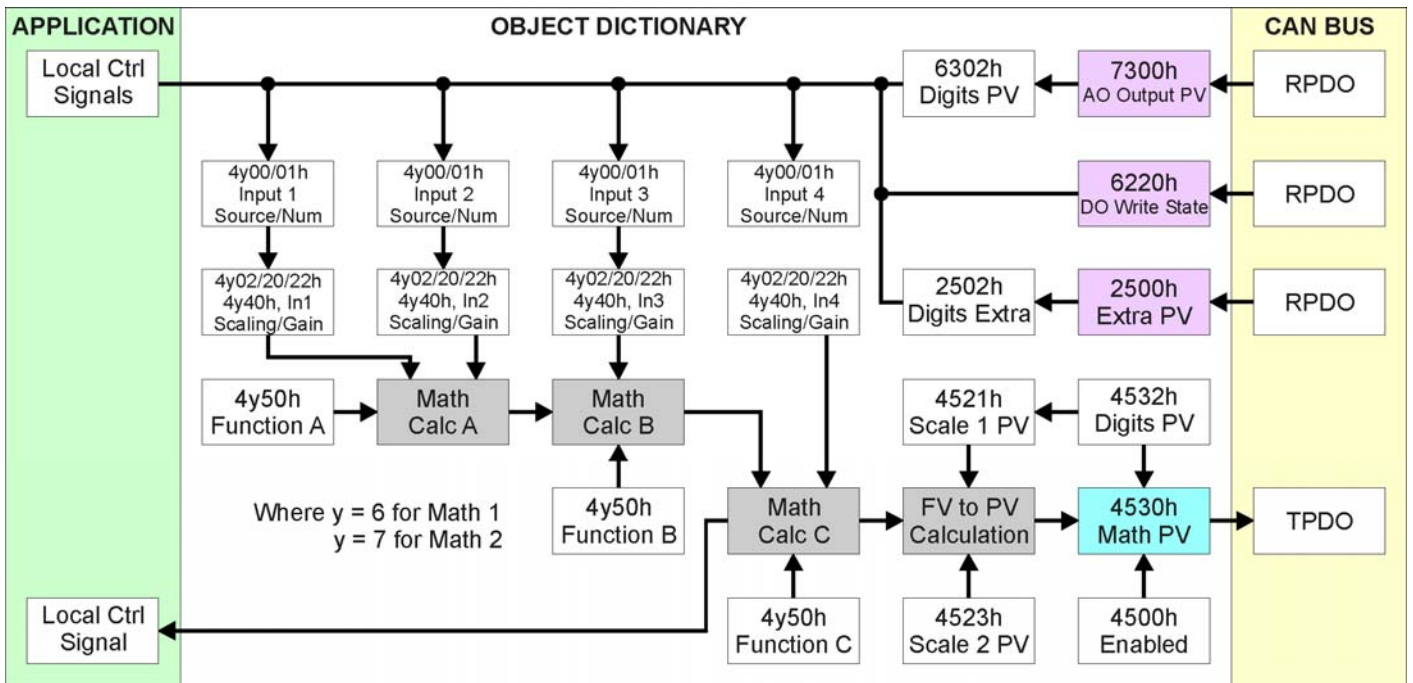 APPLICATION
OBJECT DICTIONARY
CAN BUS
Local Ctrl
Signals
6302h
Digits PV
7300h
AO Output PV
RPDO
4y00/01h
Input 1
Source/Num
4y00/01h
Input 2
Source/Num
4y00/01h
Input 3
Source/Num
4y00/01h
Input 4
Source/Num
6220h
DO Write State
RPDO
4y02/20/22h
4y40h, In1
Scaling/Gain
4y02/20/22h
4y40h, In2
Scaling/Gain
4y02/20/22h
4y40h, In3
Scaling/Gain
4y02/20/22h
4y40h, In4
Scaling/Gain
2502h
Digits Extra
2500h
Extra PV
RPDO
4y50h
Function A
Math
Calc A
Math
Calc B
4521h
Scale 1 PV
4532h
Digits PV
Where y = 6 for Math 1
y = 7 for Math 2
4y50h
Function B
Math
Calc C
FV to PV
Calculation
4530h
Math PV
TPDO
Local Ctrl
Signal
4y50h
Function C
4523h
Scale 2 PV
4500h
Enabled